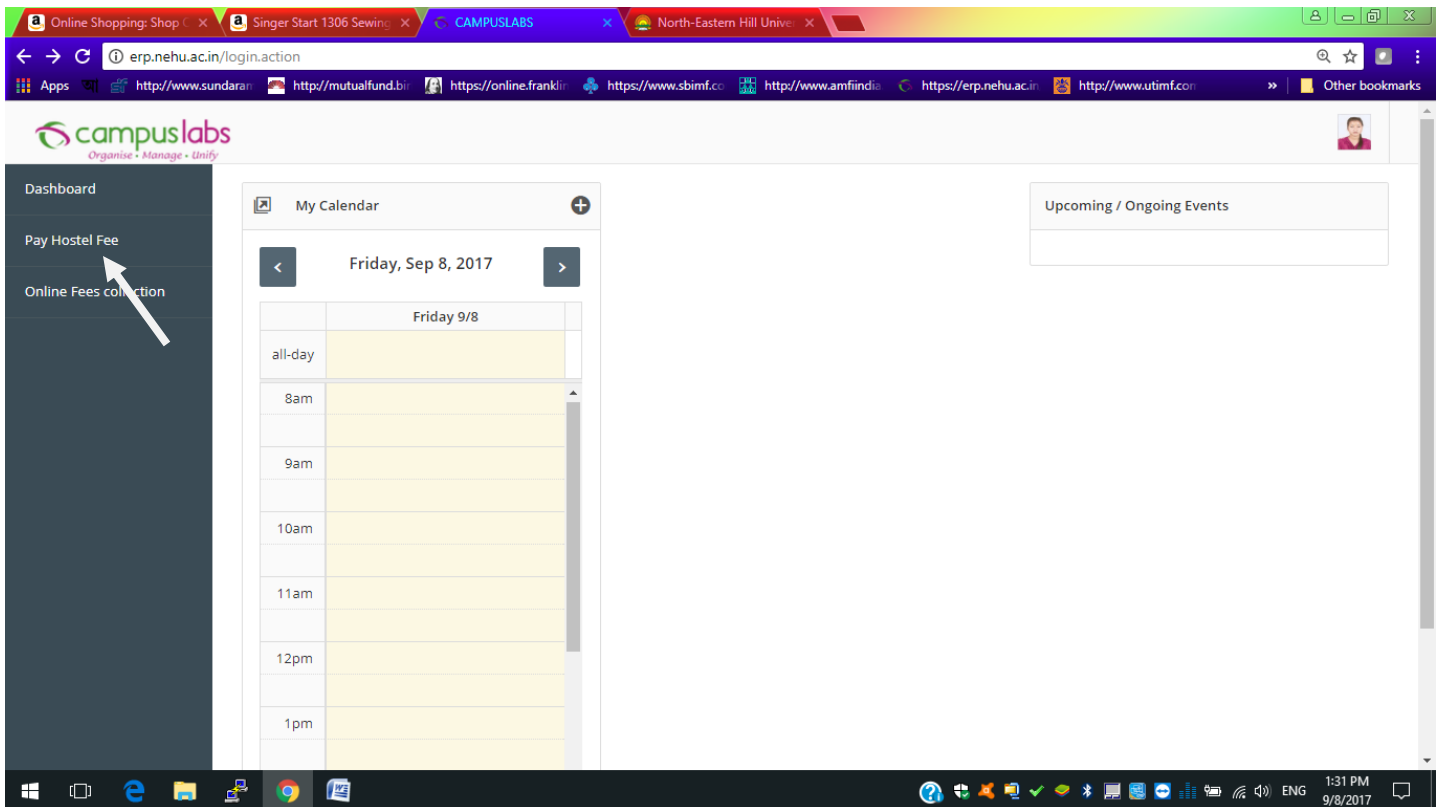 Online Shopping: Shop
Singer Start 1306 Sewing
CAMPUSLABS
North-Eastern Hill Univer
erp.nehu.ac.in/login.action
Apps
http://www.sundaran
http://mutualfund.bir
https://online.franklin
https://www.sbimf.co
http://www.amfiindia.
https://erp.nehu.ac.in
http://www.utimf.com
»
Other bookmarks
campuslabs
Organise • Manage • Unify
Dashboard
Pay Hostel Fee
Online Fees collection
My Calendar
Friday, Sep 8, 2017
Friday 9/8
all-day
8am
9am
10am
11am
12pm
1pm
Upcoming / Ongoing Events
ENG
1:31 PM
9/8/2017